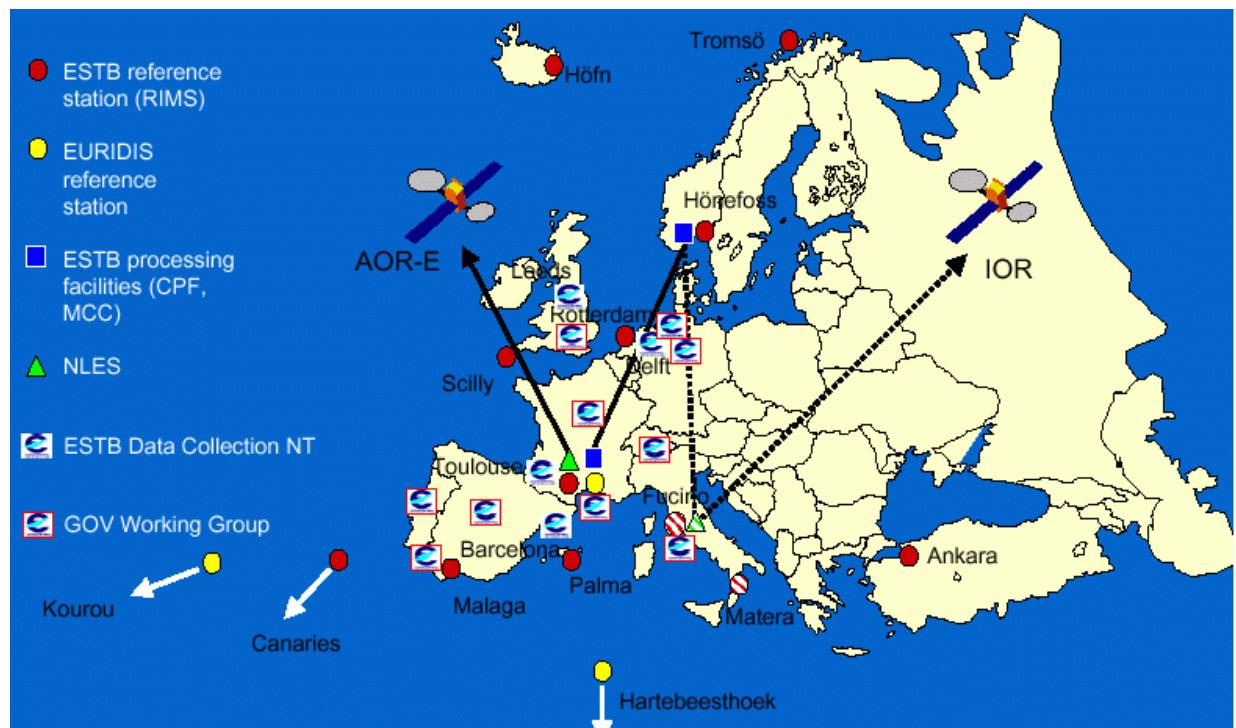 Tromsö
ESTB reference
station (RIMS)
Höfn
EURIDIS
reference
station
Hörrefoss
ESTB processing
facilities (CPF,
MCC)
AOR-E
IOR
Leeds
Rotterdam
NLES
Delft
Scilly
ESTB Data Collection NT
Toulouse
Fucino
GOV Working Group
Barcelona
Ankara
Palma
Kourou
Malaga
Matera
Canaries
Hartebeesthoek